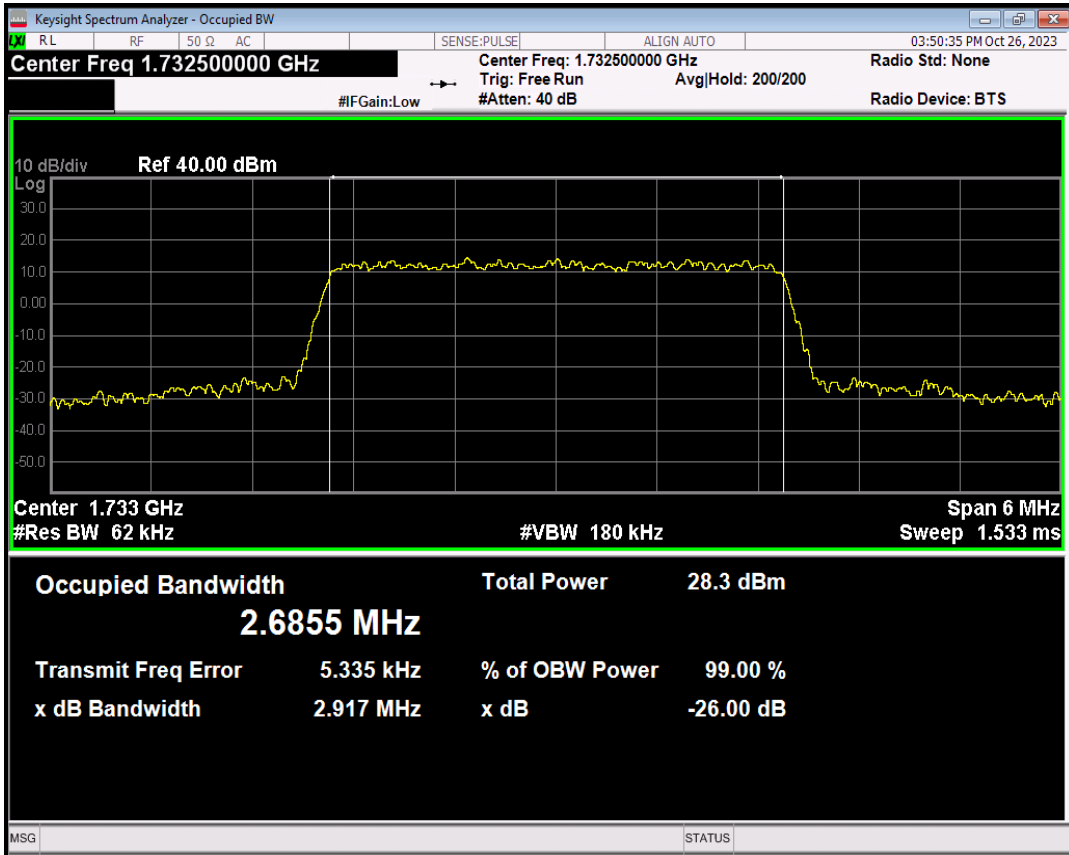 Keysight Spectrum Analyzer - Occupied BW
LXI RL RF 50 Ω AC SENSE:PULSE ALIGN AUTO 03:50:35 PM Oct 26, 2023
Center Freq 1.732500000 GHz
Center Freq: 1.732500000 GHz
Radio Std: None
Trig: Free Run Avg|Hold: 200/200
#IFGain:Low #Atten: 40 dB Radio Device: BTS
10 dB/div Ref 40.00 dBm
Log
30.0
20.0
10.0
0.00
-10.0
-20.0
-30.0
-40.0
-50.0
Center 1.733 GHz Span 6 MHz
#Res BW 62 kHz #VBW 180 kHz Sweep 1.533 ms
Occupied Bandwidth Total Power 28.3 dBm
2.6855 MHz
Transmit Freq Error 5.335 kHz % of OBW Power 99.00 %
x dB Bandwidth 2.917 MHz x dB -26.00 dB
MSG STATUS